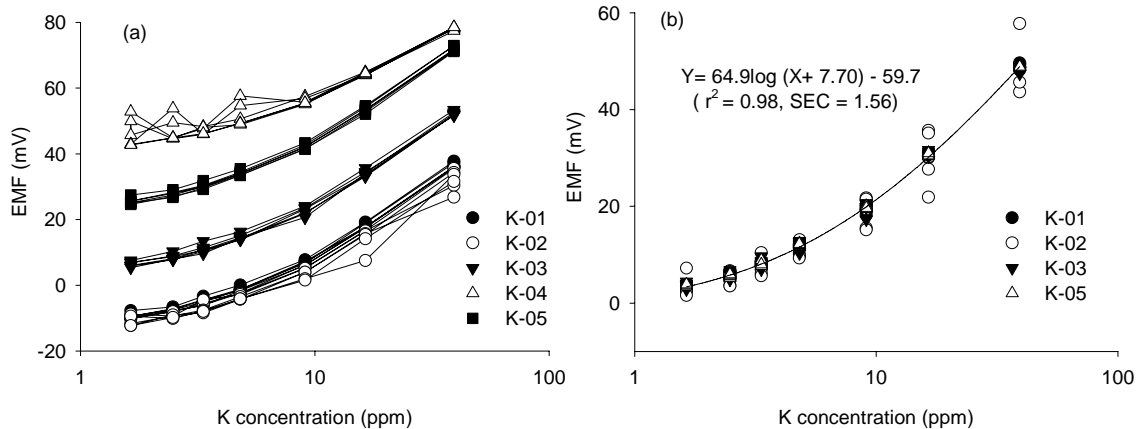 (a)
80
60
40
20
0
-20
EMF (mV)
1
10
100
K concentration (ppm)
K-01
K-02
K-03
K-04
K-05
(b)
Y= 64.9log (X+ 7.70) - 59.7
( r² = 0.98, SEC = 1.56)
60
40
20
0
EMF (mV)
1
10
100
K concentration (ppm)
K-01
K-02
K-03
K-05